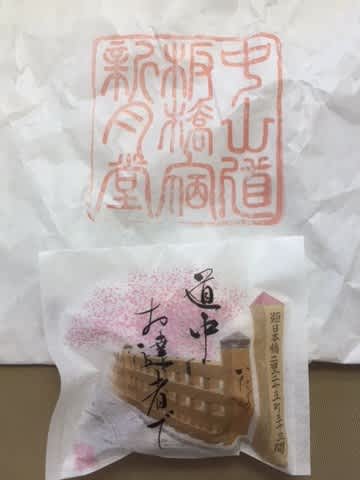 中山道
板橋宿
新月堂
距日本橋二里二十五町三十三間
道中
お達者で